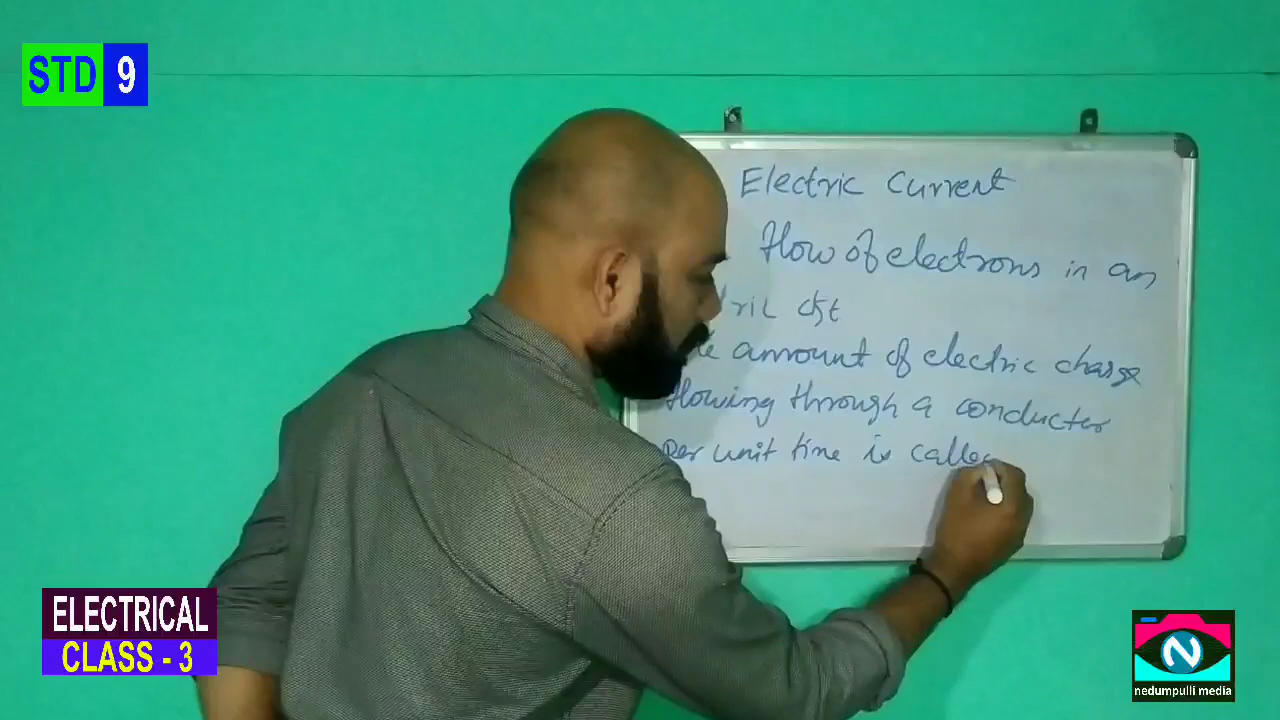 STD 9
Electric Current
Flow of electrons in an
ric ckt
amount of electric charge
flowing through a conductor
Per unit time is called
ELECTRICAL
CLASS - 3
nedumpulli media